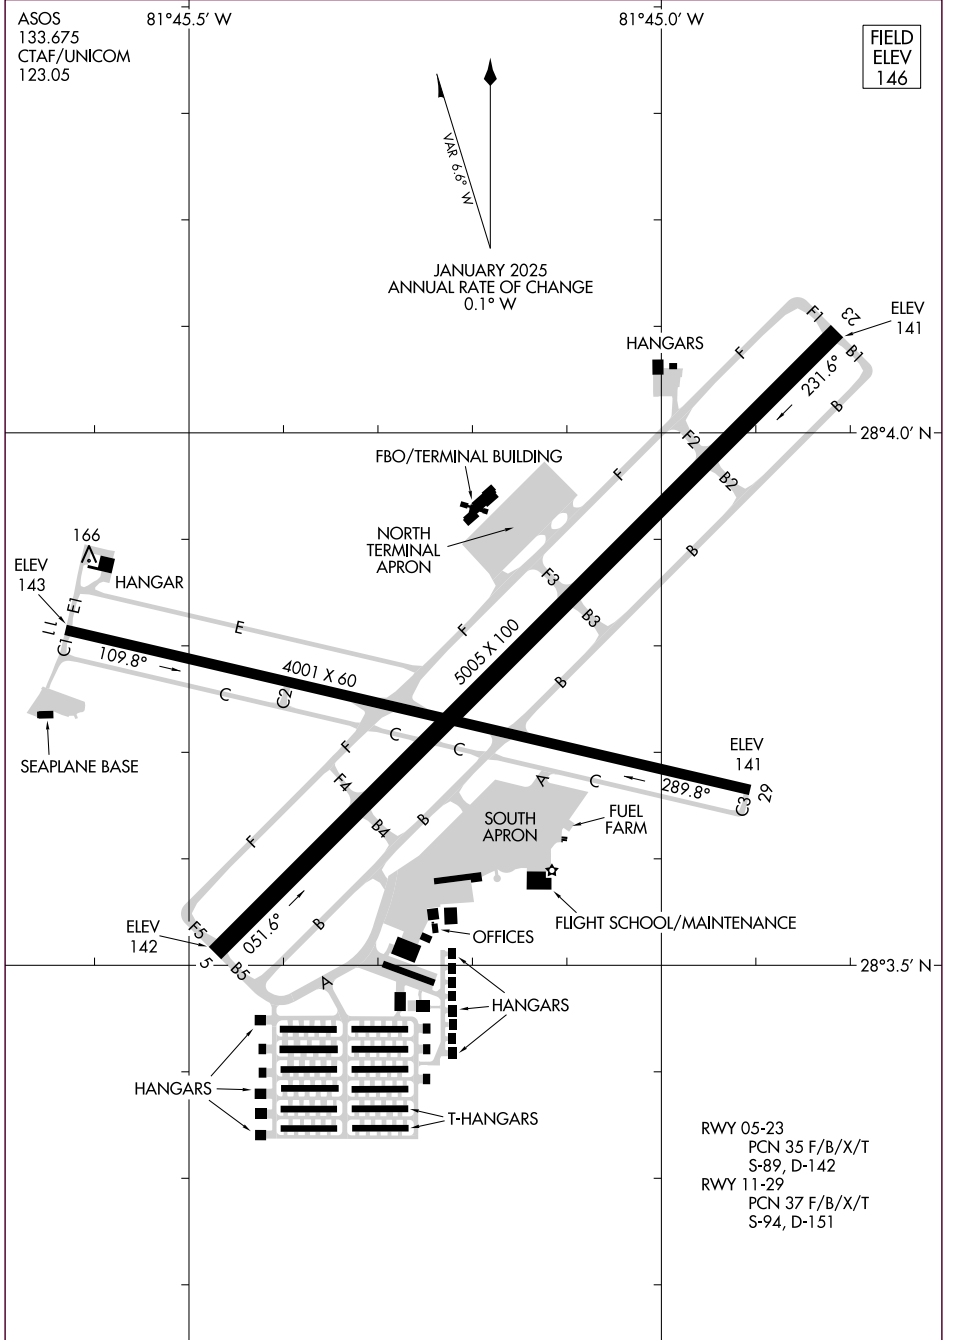 ASOS
133.675
CTAF/UNICOM
123.05
81°45.5' W
81°45.0' W
FIELD
ELEV
146
VAR 6.6° W
JANUARY 2025
ANNUAL RATE OF CHANGE
0.1° W
ELEV
141
23
F1
B1
231.6°
HANGARS
F
B
28°4.0' N
F2
B2
F
FBO/TERMINAL BUILDING
NORTH
TERMINAL
APRON
B
F3
B3
166
ELEV
143
HANGAR
E1
11
C1
E
F
109.8°
4001 X 60
5005 X 100
C
C2
B
SEAPLANE BASE
F
C
C
ELEV
141
A
C
289.8°
C3
29
F4
B4
B
SOUTH
APRON
FUEL
FARM
F
FLIGHT SCHOOL/MAINTENANCE
ELEV
142
F5
5
B5
051.6°
B
OFFICES
28°3.5' N
A
HANGARS
HANGARS
T-HANGARS
RWY 05-23
PCN 35 F/B/X/T
S-89, D-142
RWY 11-29
PCN 37 F/B/X/T
S-94, D-151